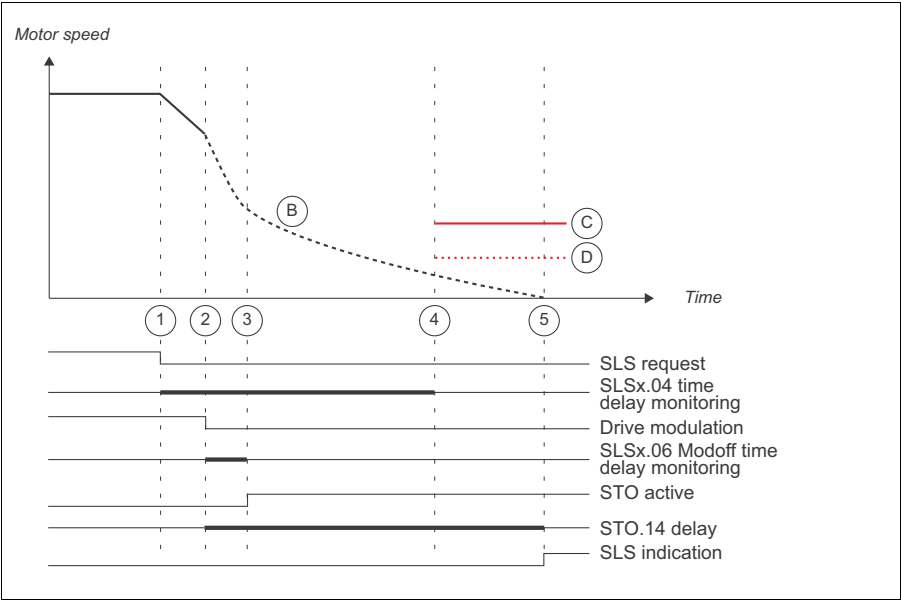 Motor speed
B
C
D
Time
1 2 3 4 5
SLS request
SLSx.04 time
delay monitoring
Drive modulation
SLSx.06 Modoff time
delay monitoring
STO active
STO.14 delay
SLS indication